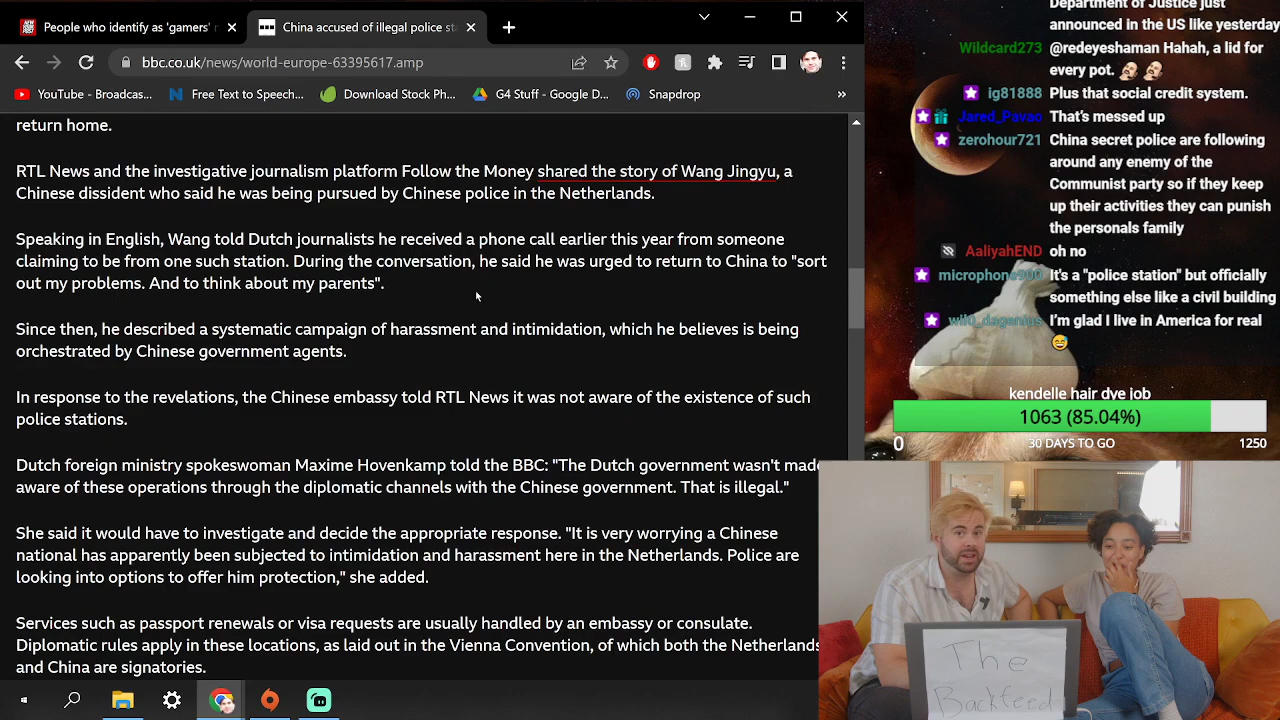 People who identify as 'gamers'
China accused of illegal police st
bbc.co.uk/news/world-europe-63395617.amp
YouTube - Broadcas...
Free Text to Speech...
Download Stock Ph...
G4 Stuff - Google D...
Snapdrop
»
return home.
RTL News and the investigative journalism platform Follow the Money shared the story of Wang Jingyu, a
Chinese dissident who said he was being pursued by Chinese police in the Netherlands.
Speaking in English, Wang told Dutch journalists he received a phone call earlier this year from someone
claiming to be from one such station. During the conversation, he said he was urged to return to China to "sort
out my problems. And to think about my parents".
Since then, he described a systematic campaign of harassment and intimidation, which he believes is being
orchestrated by Chinese government agents.
In response to the revelations, the Chinese embassy told RTL News it was not aware of the existence of such
police stations.
Dutch foreign ministry spokeswoman Maxime Hovenkamp told the BBC: "The Dutch government wasn't made
aware of these operations through the diplomatic channels with the Chinese government. That is illegal."
She said it would have to investigate and decide the appropriate response. "It is very worrying a Chinese
national has apparently been subjected to intimidation and harassment here in the Netherlands. Police are
looking into options to offer him protection," she added.
Services such as passport renewals or visa requests are usually handled by an embassy or consulate.
Diplomatic rules apply in these locations, as laid out in the Vienna Convention, of which both the Netherlands
and China are signatories.
Department of Justice just
announced in the US like yesterday
Wildcard273 @redeyeshaman Hahah, a lid for
every pot.
ig81888 Plus that social credit system.
Jared_Pavao That's messed up
zerohour721 China secret police are following
around any enemy of the
Communist party so if they keep
up their activities they can punish
the personals family
AaliyahEND oh no
microphone900 It's a "police station" but officially
something else like a civil building
wil0_dagenius I'm glad I live in America for real
kendelle hair dye job
1063 (85.04%)
0 30 DAYS TO GO 1250
The
Backfeed